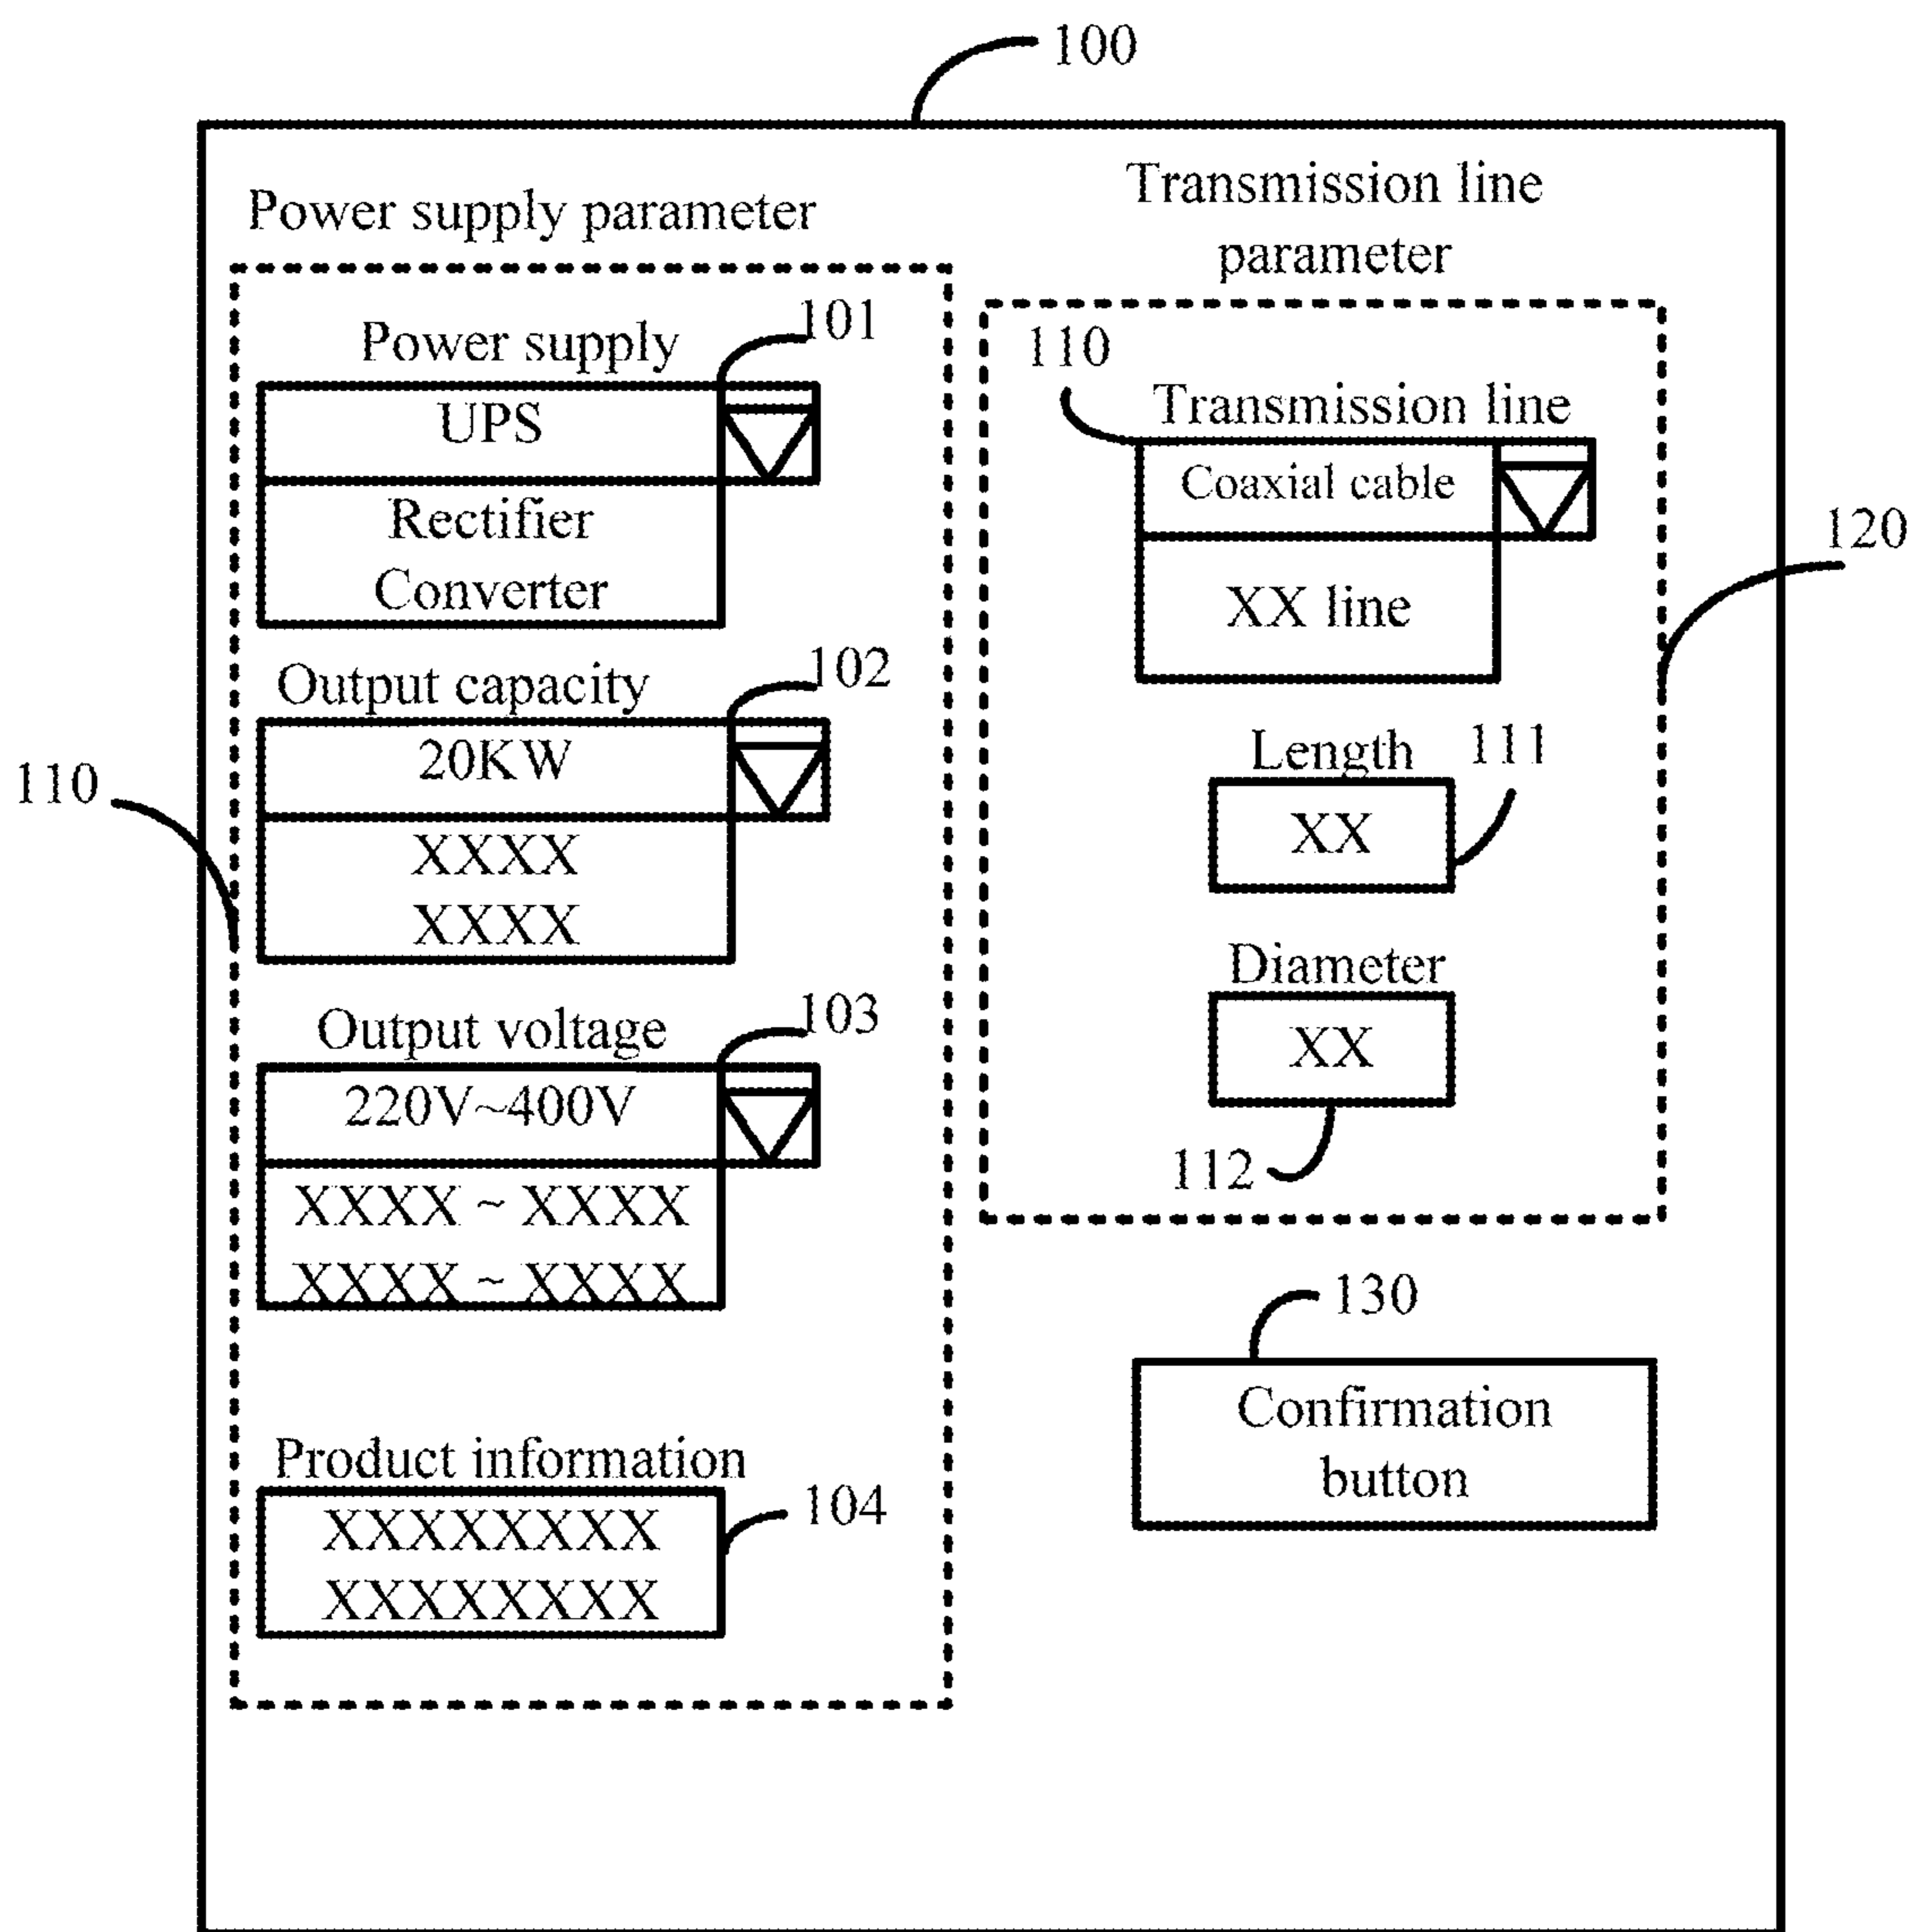 100
Power supply parameter
110
Power supply
101
UPS
Rectifier
Converter
Output capacity
102
20KW
XXXX
XXXX
Output voltage
103
220V~400V
XXXX ~ XXXX
XXXX ~ XXXX
Product information
104
XXXXXXXX
XXXXXXXX
Transmission line
parameter
120
110
Transmission line
Coaxial cable
XX line
Length
111
XX
Diameter
XX
112
130
Confirmation
button